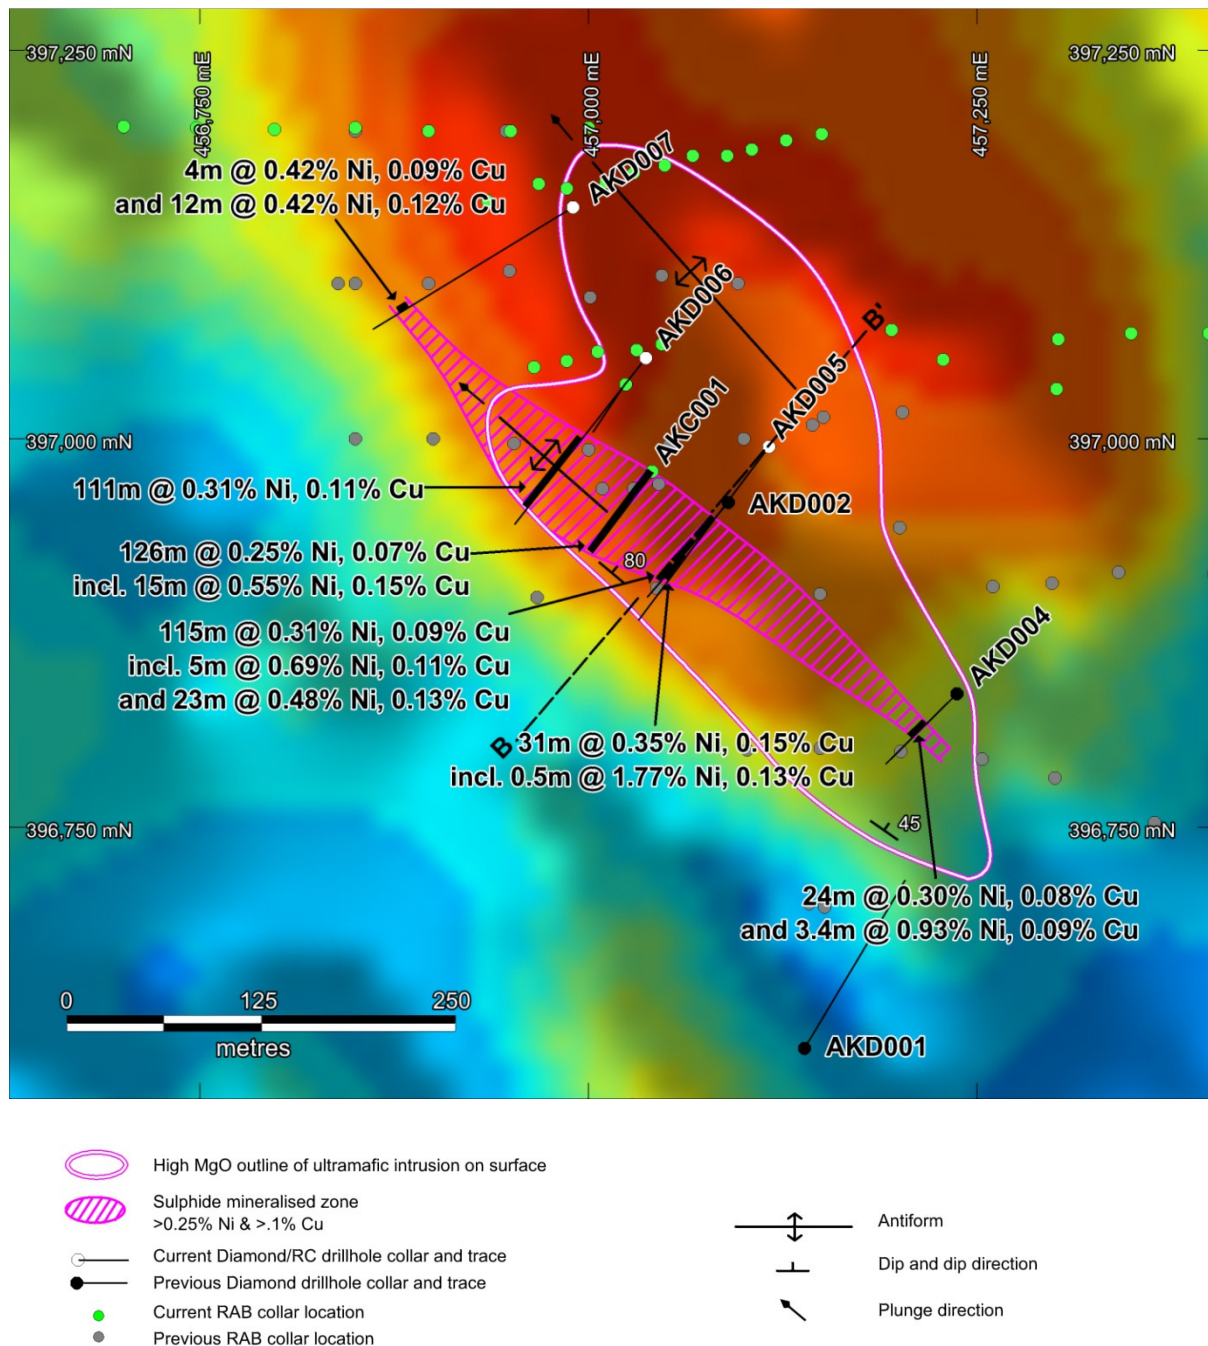 397,250 mN
397,250 mN
456,750 mE
457,000 mE
457,250 mE
4m @ 0.42% Ni, 0.09% Cu
and 12m @ 0.42% Ni, 0.12% Cu
AKD007
AKD006
B'
AKD005
AKC001
397,000 mN
397,000 mN
111m @ 0.31% Ni, 0.11% Cu
AKD002
126m @ 0.25% Ni, 0.07% Cu
incl. 15m @ 0.55% Ni, 0.15% Cu
80
115m @ 0.31% Ni, 0.09% Cu
incl. 5m @ 0.69% Ni, 0.11% Cu
and 23m @ 0.48% Ni, 0.13% Cu
AKD004
B
31m @ 0.35% Ni, 0.15% Cu
incl. 0.5m @ 1.77% Ni, 0.13% Cu
396,750 mN
45
396,750 mN
24m @ 0.30% Ni, 0.08% Cu
and 3.4m @ 0.93% Ni, 0.09% Cu
0 125 250
metres
AKD001
High MgO outline of ultramafic intrusion on surface
Sulphide mineralised zone
>0.25% Ni & >.1% Cu
Current Diamond/RC drillhole collar and trace
Previous Diamond drillhole collar and trace
Current RAB collar location
Previous RAB collar location
Antiform
Dip and dip direction
Plunge direction